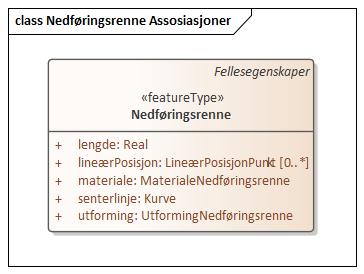 class Nedføringsrenne Assosiasjoner
Fellesegenskaper
«featureType»
Nedføringsrenne
+ lengde: Real
+ lineærPosisjon: LineærPosisjonPunkt [0..*]
+ materiale: MaterialeNedføringsrenne
+ senterlinje: Kurve
+ utforming: UtformingNedføringsrenne